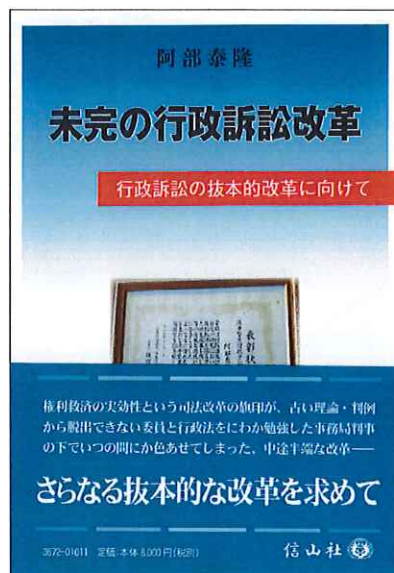 阿部泰隆
未完の行政訴訟改革
行政訴訟の抜本的改革に向けて
表彰状
権利救済の実効性という司法改革の旗印が、古い理論・判例
から脱出できない委員と行政法をにわか勉強した事務局判事
の下でいつの間にか色あせてしまった、中途半端な改革──
さらなる抜本的な改革を求めて
3672-01011 定価:本体 8,000円(税別)
信山社